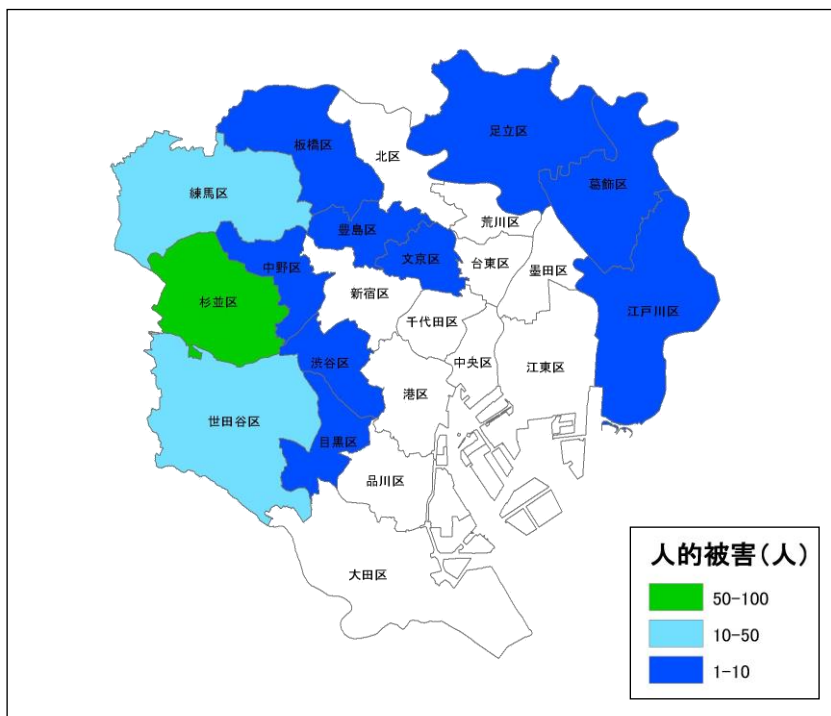 足立区
板橋区
北区
葛飾区
練馬区
荒川区
豊島区
文京区
台東区
中野区
墨田区
新宿区
杉並区
千代田区
江戸川区
渋谷区
中央区
江東区
港区
世田谷区
目黒区
品川区
大田区
人的被害(人)
50-100
10-50
1-10